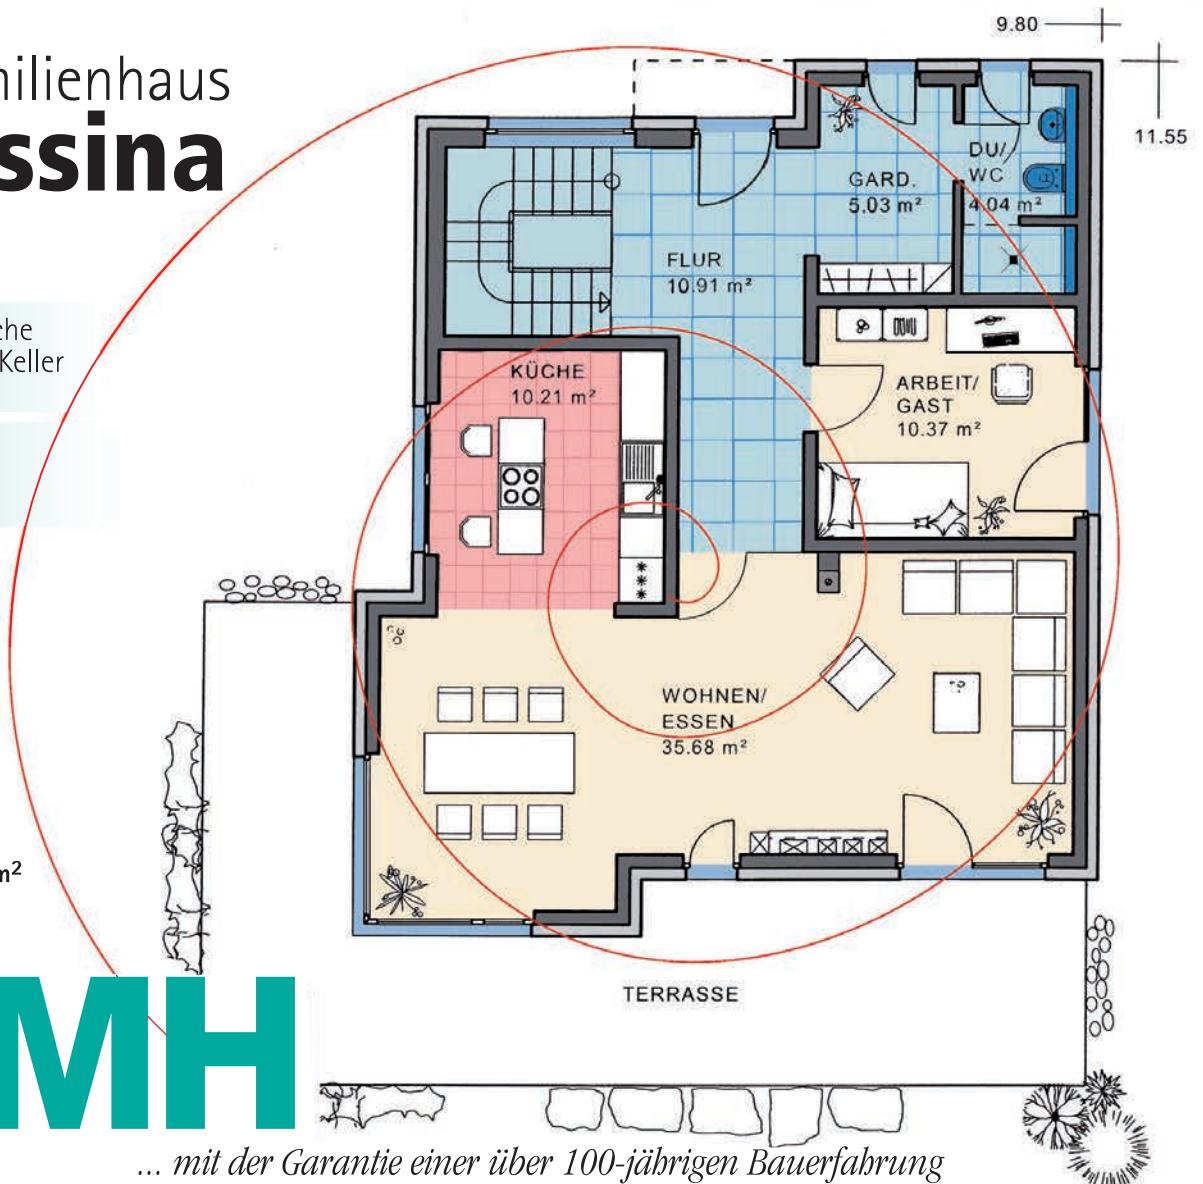 9.80
11.55
nilienhaus
ssina
DU/
WC
4.04 m²
GARD.
5.03 m²
FLUR
10.91 m²
he
Keller
KÜCHE
10.21 m²
ARBEIT/
GAST
10.37 m²
WOHNEN/
ESSEN
35.68 m²
m²
TERRASSE
MH
... mit der Garantie einer über 100-jährigen Bauerfahrung